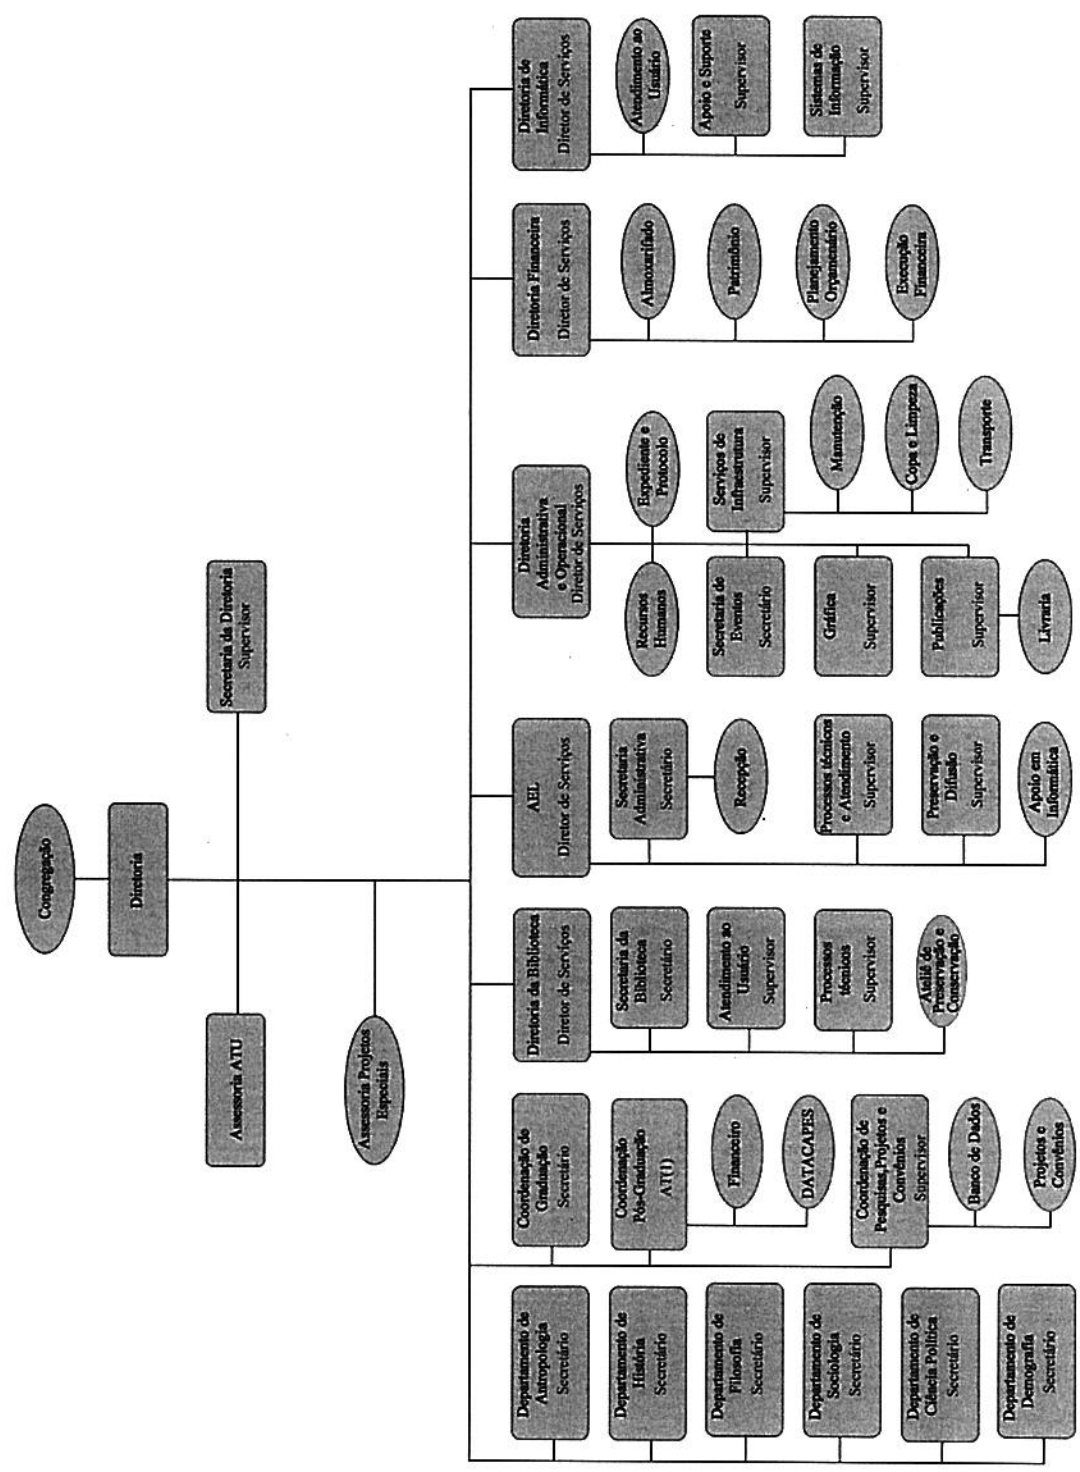 Congregação
Diretoria
Assessoria ATU
Secretaria da Diretoria
Supervisor
Assessoria Projetos
Especiais
Departamento de
Antropologia
Secretário
Departamento de
História
Secretário
Departamento de
Filosofia
Secretário
Departamento de
Sociologia
Secretário
Departamento de
Ciência Política
Secretário
Departamento de
Demografia
Secretário
Coordenação de
Graduação
Secretário
Coordenação
Pós-Graduação
AT(1)
Financeiro
DATACAPES
Coordenação de
Pesquisas,Projetos e
Convênios
Supervisor
Banco de Dados
Projetos e
Convênios
Diretoria da Biblioteca
Diretor de Serviços
Secretaria da
Biblioteca
Secretário
Atendimento ao
Usuário
Supervisor
Processos
técnicos
Supervisor
Ateliê de
Preservação e
Conservação
AEL
Diretor de Serviços
Secretaria
Administrativa
Secretário
Recepção
Processos técnicos
e Atendimento
Supervisor
Preservação e
Difusão
Supervisor
Apoio em
Informática
Diretoria
Administrativa
e Operacional
Diretor de Serviços
Recursos
Humanos
Expediente e
Protocolo
Secretaria de
Eventos
Secretário
Serviços de
Infraestrutura
Supervisor
Manutenção
Copa e Limpeza
Transporte
Gráfica
Supervisor
Publicações
Supervisor
Livraria
Diretoria Financeira
Diretor de Serviços
Almoxarifado
Patrimônio
Planejamento
Orçamenário
Execução
Financeira
Diretoria de
Informática
Diretor de Serviços
Atendimento ao
Usuário
Apoio e Suporte
Supervisor
Sistemas de
Informação
Supervisor